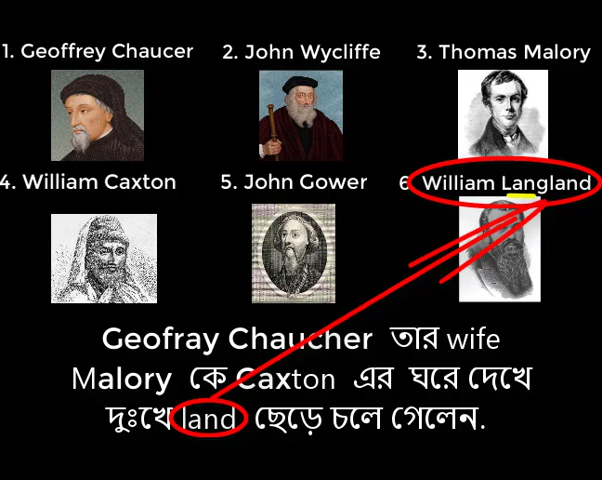 1. Geoffrey Chaucer 2. John Wycliffe 3. Thomas Malory
4. William Caxton 5. John Gower 6 William Langland
Geofray Chaucher তার wife
Malory কে Caxton এর ঘরে দেখে
দুঃখে land ছেড়ে চলে গেলেন.